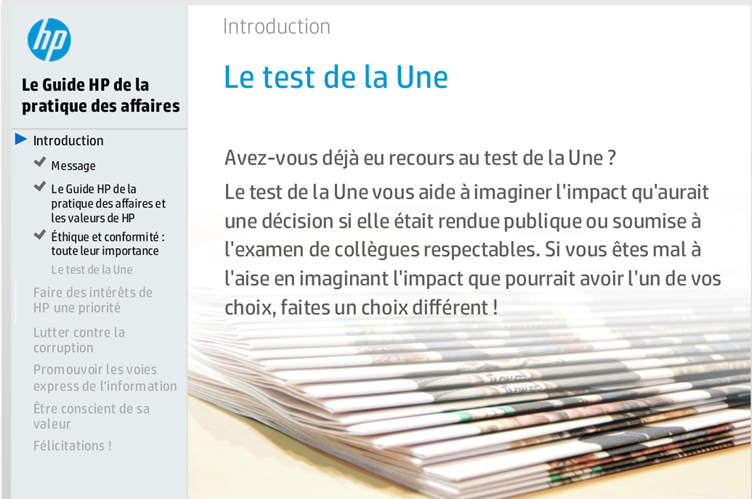 hp
Le Guide HP de la
pratique des affaires
Introduction
Message
Le Guide HP de la
pratique des affaires et
les valeurs de HP
Éthique et conformité :
toute leur importance
Le test de la Une
Faire des intérêts de
HP une priorité
Lutter contre la
corruption
Promouvoir les voies
express de l'information
Être conscient de sa
valeur
Félicitations !
Introduction
Le test de la Une
Avez-vous déjà eu recours au test de la Une ?
Le test de la Une vous aide à imaginer l'impact qu'aurait
une décision si elle était rendue publique ou soumise à
l'examen de collègues respectables. Si vous êtes mal à
l'aise en imaginant l'impact que pourrait avoir l'un de vos
choix, faites un choix différent !